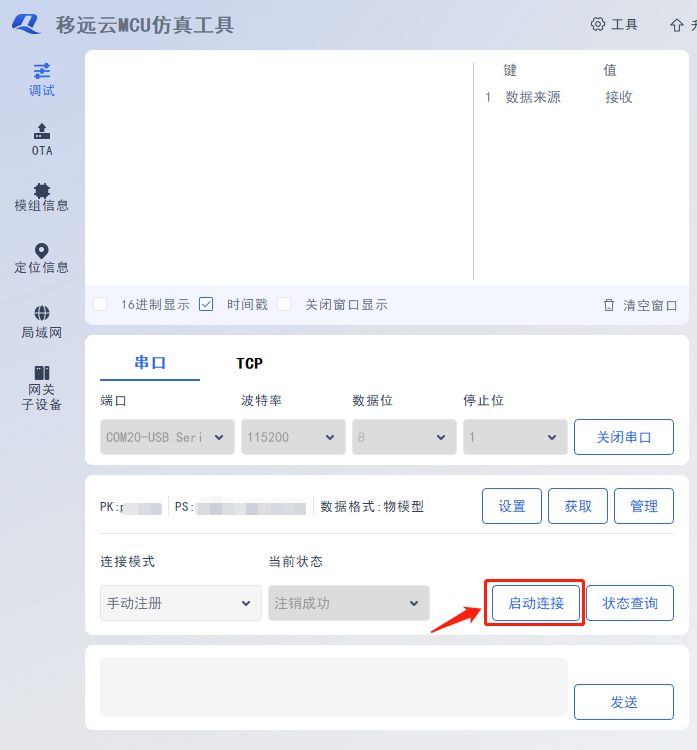 移远云MCU仿真工具
工具
调试
OTA
模组信息
定位信息
局域网
网关
子设备
键 值
1 数据来源 接收
16进制显示 时间戳 关闭窗口显示 清空窗口
串口 TCP
端口 波特率 数据位 停止位
COM20-USB Seri 115200 8 1 关闭串口
PK: PS: 数据格式:物模型 设置 获取 管理
连接模式 当前状态
手动注册 注销成功 启动连接 状态查询
发送